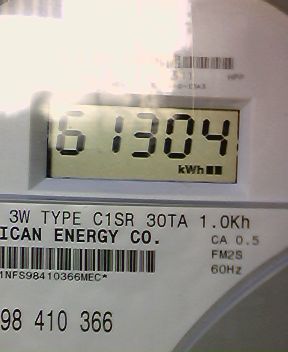 61304
kWh
3W TYPE C1SR 30TA 1.0Kh
ICAN ENERGY CO.
CA 0.5
FM2S
60Hz
1NFS98410366MEC*
98 410 366